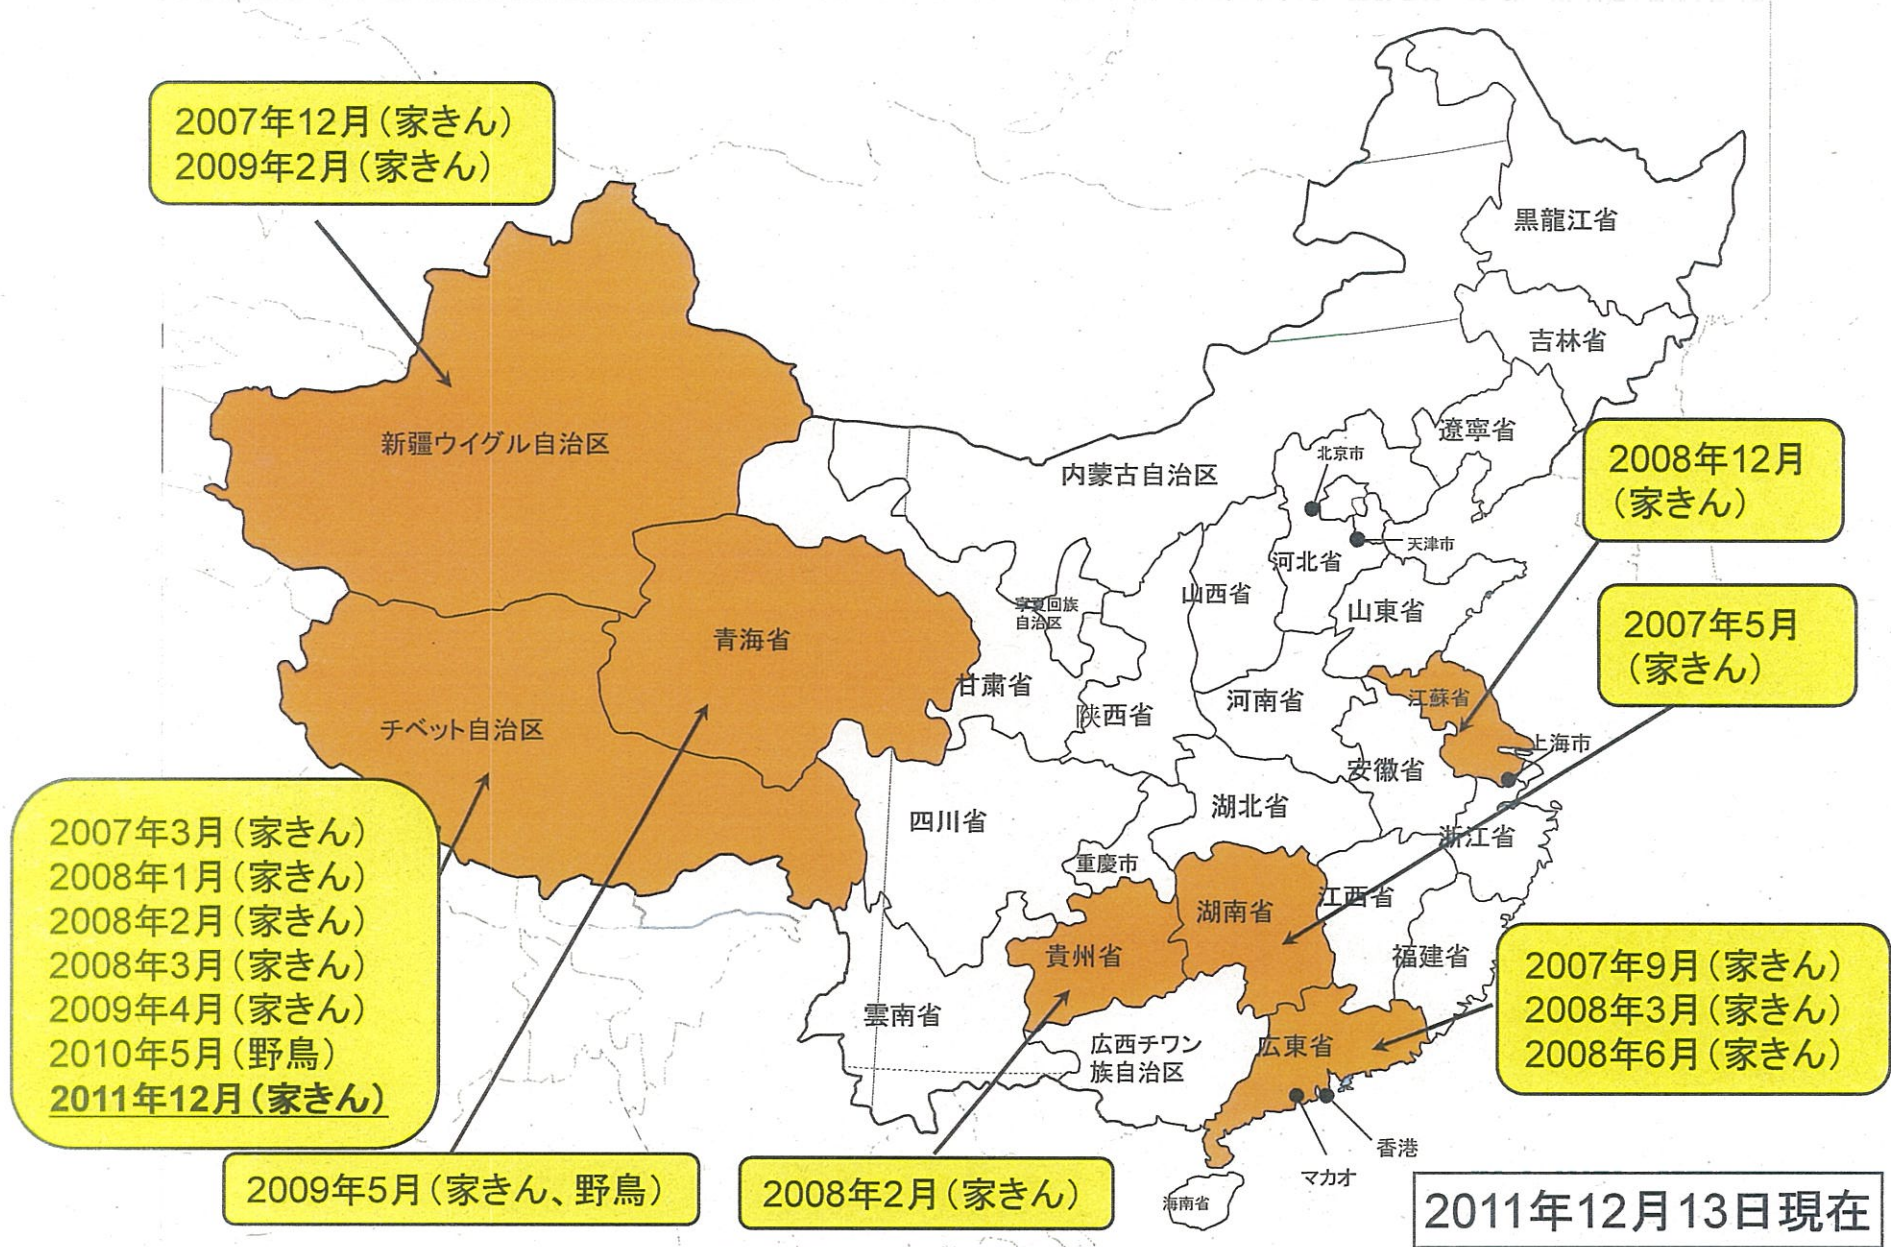 2007年12月（家きん）
2009年2月（家きん）
黒龍江省
吉林省
遼寧省
2008年12月
（家きん）
新疆ウイグル自治区
内蒙古自治区
北京市
天津市
河北省
山西省
山東省
2007年5月
（家きん）
寧夏回族
自治区
青海省
甘粛省
陝西省
河南省
江蘇省
チベット自治区
上海市
安徽省
2007年3月（家きん）
2008年1月（家きん）
2008年2月（家きん）
2008年3月（家きん）
2009年4月（家きん）
2010年5月（野鳥）
2011年12月（家きん）
四川省
湖北省
浙江省
重慶市
湖南省
江西省
貴州省
福建省
2007年9月（家きん）
2008年3月（家きん）
2008年6月（家きん）
雲南省
広西チワン
族自治区
広東省
香港
マカオ
海南省
2009年5月（家きん、野鳥）
2008年2月（家きん）
2011年12月13日現在